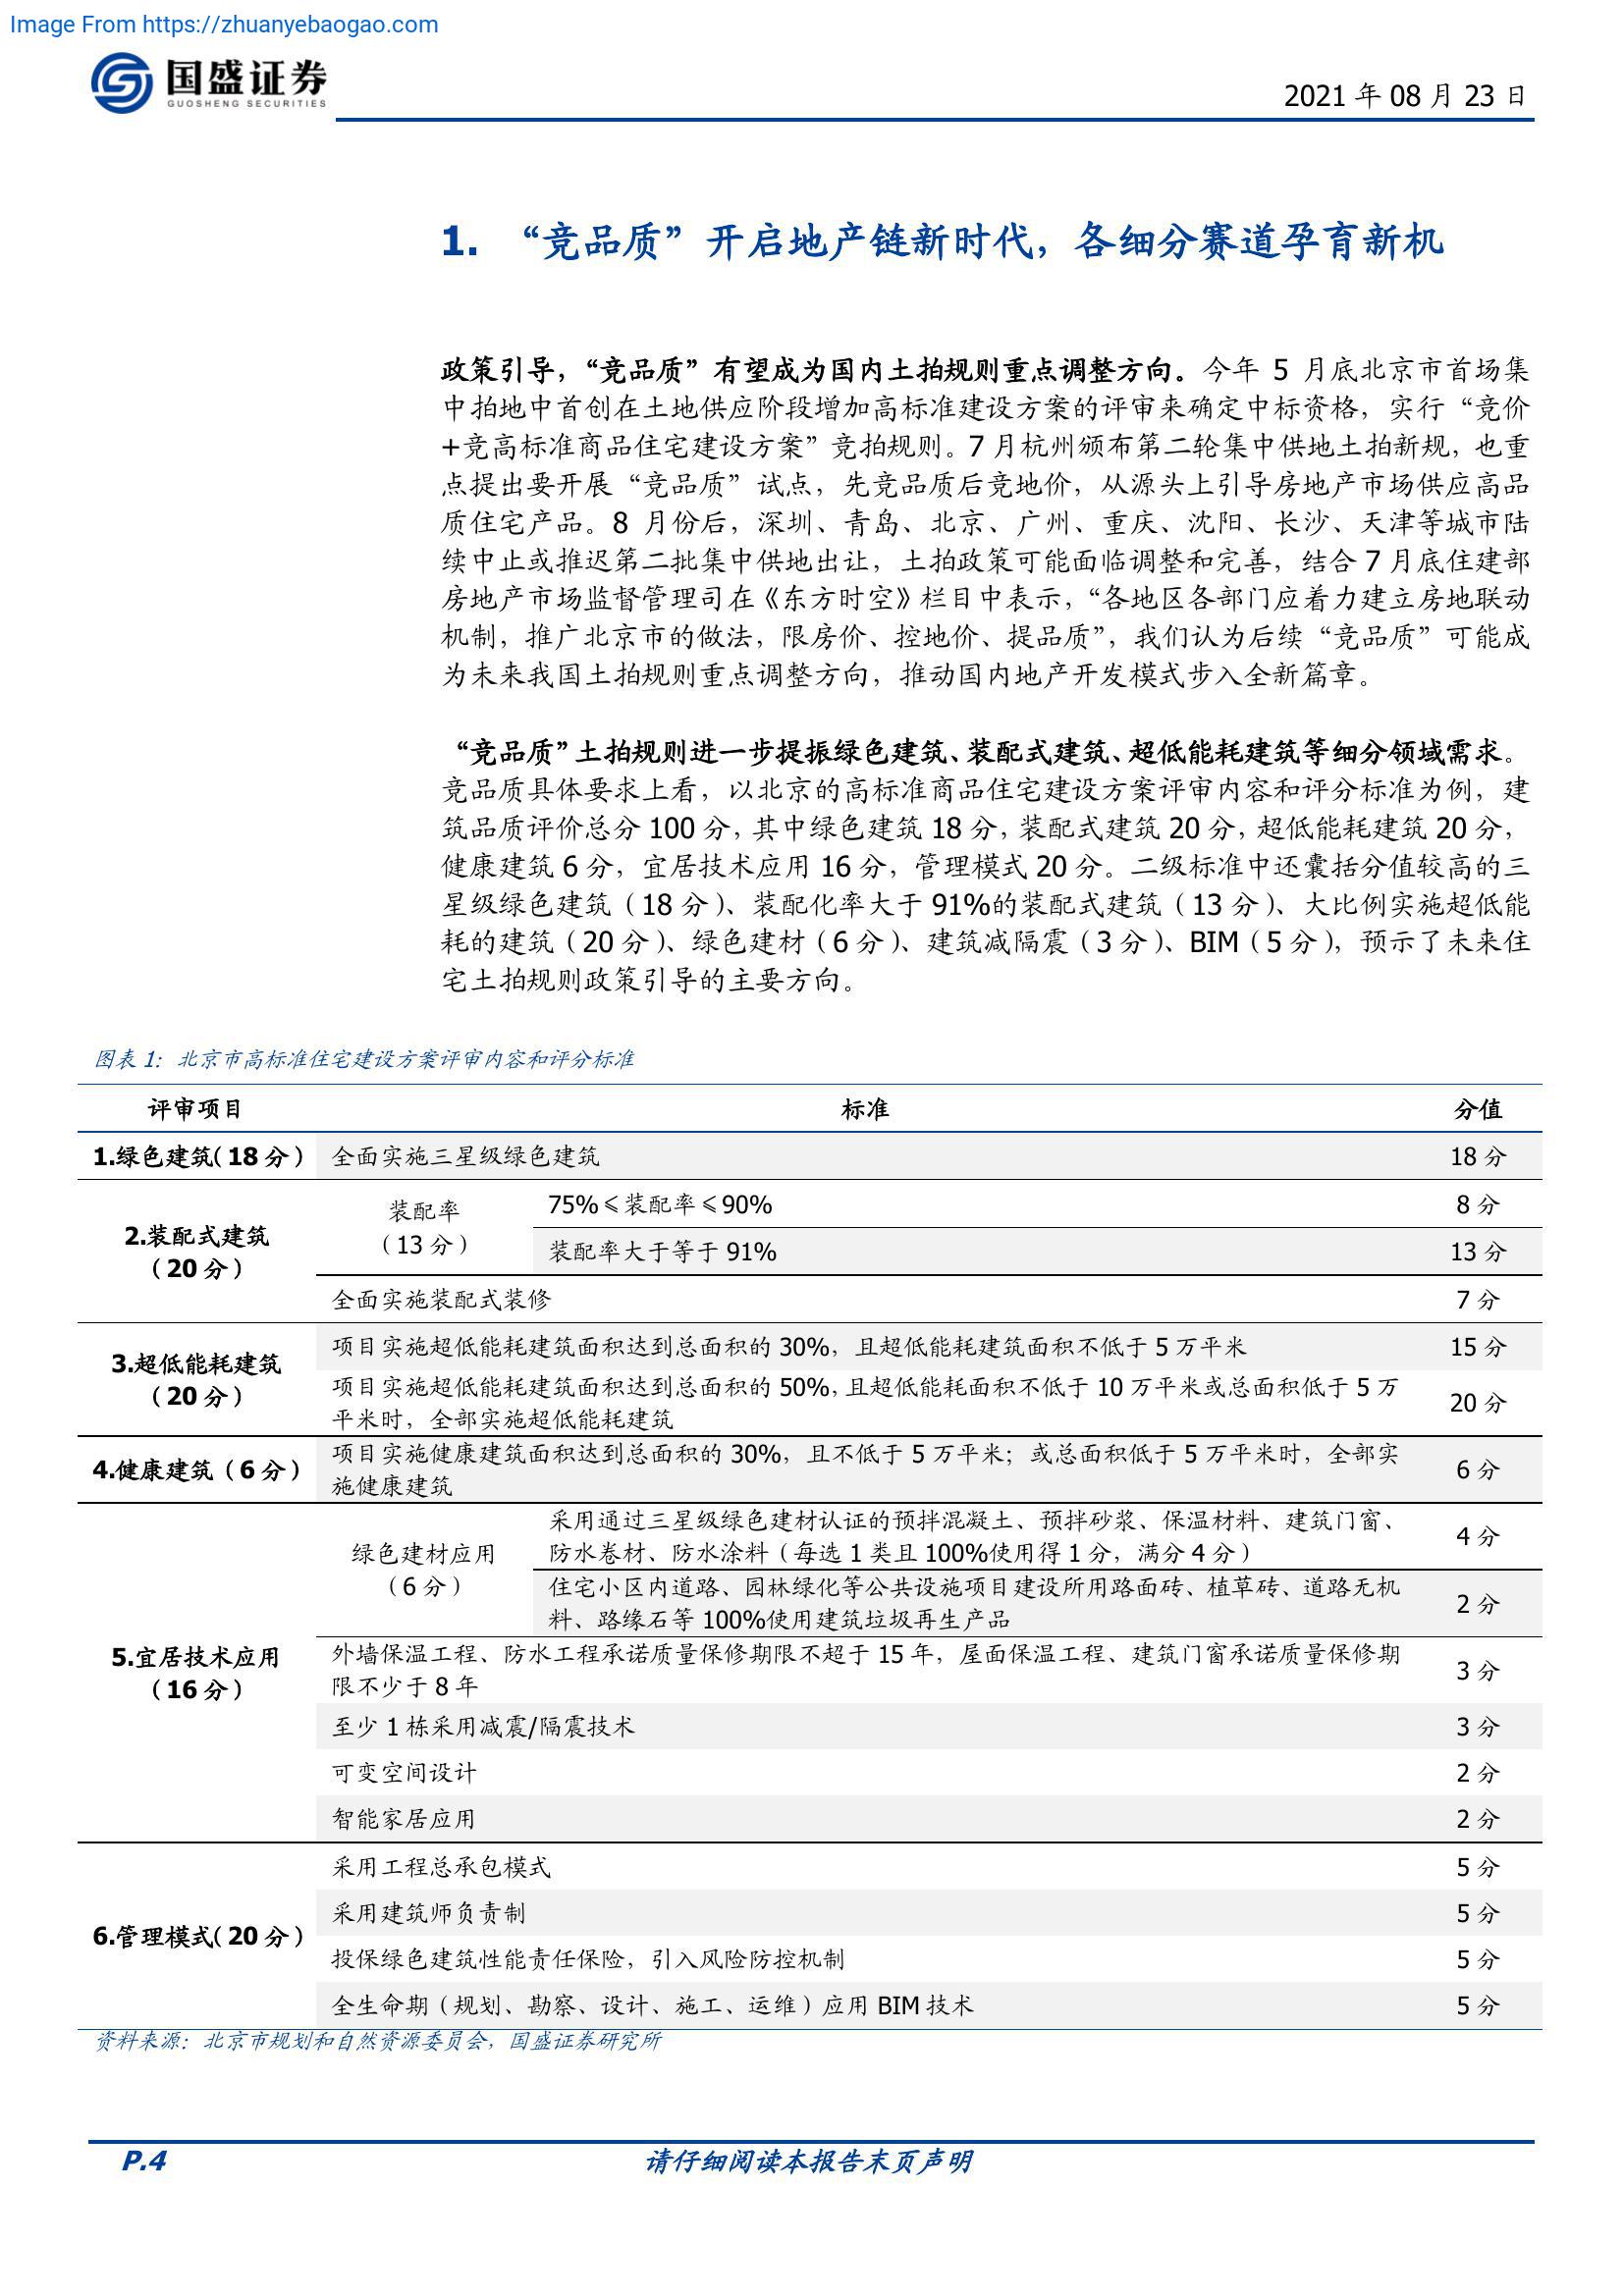 Image From https://zhuanyebaogao.com
国盛证券
GUOSHENG SECURITIES
2021 年 08 月 23 日
1. “竞品质”开启地产链新时代，各细分赛道孕育新机
政策引导，“竞品质”有望成为国内土拍规则重点调整方向。今年 5 月底北京市首场集
中拍地中首创在土地供应阶段增加高标准建设方案的评审来确定中标资格，实行“竞价
+竞高标准商品住宅建设方案”竞拍规则。7 月杭州颁布第二轮集中供地土拍新规，也重
点提出要开展“竞品质”试点，先竞品质后竞地价，从源头上引导房地产市场供应高品
质住宅产品。8 月份后，深圳、青岛、北京、广州、重庆、沈阳、长沙、天津等城市陆
续中止或推迟第二批集中供地出让，土拍政策可能面临调整和完善，结合 7 月底住建部
房地产市场监督管理司在《东方时空》栏目中表示，“各地区各部门应着力建立房地联动
机制，推广北京市的做法，限房价、控地价、提品质”，我们认为后续“竞品质”可能成
为未来我国土拍规则重点调整方向，推动国内地产开发模式步入全新篇章。
“竞品质”土拍规则进一步提振绿色建筑、装配式建筑、超低能耗建筑等细分领域需求。
竞品质具体要求上看，以北京的高标准商品住宅建设方案评审内容和评分标准为例，建
筑品质评价总分 100 分，其中绿色建筑 18 分，装配式建筑 20 分，超低能耗建筑 20 分，
健康建筑 6 分，宜居技术应用 16 分，管理模式 20 分。二级标准中还囊括分值较高的三
星级绿色建筑（18 分）、装配化率大于 91%的装配式建筑（13 分）、大比例实施超低能
耗的建筑（20 分）、绿色建材（6 分）、建筑减隔震（3 分）、BIM（5 分），预示了未来住
宅土拍规则政策引导的主要方向。
图表 1：北京市高标准住宅建设方案评审内容和评分标准
评审项目 标准 分值
1.绿色建筑（18 分） 全面实施三星级绿色建筑 18 分
2.装配式建筑
（20 分）
装配率
（13 分）
75%≤装配率≤90% 8 分
装配率大于等于 91% 13 分
全面实施装配式装修 7 分
3.超低能耗建筑
（20 分）
项目实施超低能耗建筑面积达到总面积的 30%，且超低能耗建筑面积不低于 5 万平米 15 分
项目实施超低能耗建筑面积达到总面积的 50%，且超低能耗面积不低于 10 万平米或总面积低于 5 万
平米时，全部实施超低能耗建筑 20 分
4.健康建筑（6 分）
项目实施健康建筑面积达到总面积的 30%，且不低于 5 万平米；或总面积低于 5 万平米时，全部实
施健康建筑 6 分
5.宜居技术应用
（16 分）
绿色建材应用
（6 分）
采用通过三星级绿色建材认证的预拌混凝土、预拌砂浆、保温材料、建筑门窗、
防水卷材、防水涂料（每选 1 类且 100%使用得 1 分，满分 4 分） 4 分
住宅小区内道路、园林绿化等公共设施项目建设所用路面砖、植草砖、道路无机
料、路缘石等 100%使用建筑垃圾再生产品 2 分
外墙保温工程、防水工程承诺质量保修期限不超于 15 年，屋面保温工程、建筑门窗承诺质量保修期
限不少于 8 年 3 分
至少 1 栋采用减震/隔震技术 3 分
可变空间设计 2 分
智能家居应用 2 分
6.管理模式（20 分）
采用工程总承包模式 5 分
采用建筑师负责制 5 分
投保绿色建筑性能责任保险，引入风险防控机制 5 分
全生命期（规划、勘察、设计、施工、运维）应用 BIM 技术 5 分
资料来源：北京市规划和自然资源委员会，国盛证券研究所
P.4 请仔细阅读本报告末页声明